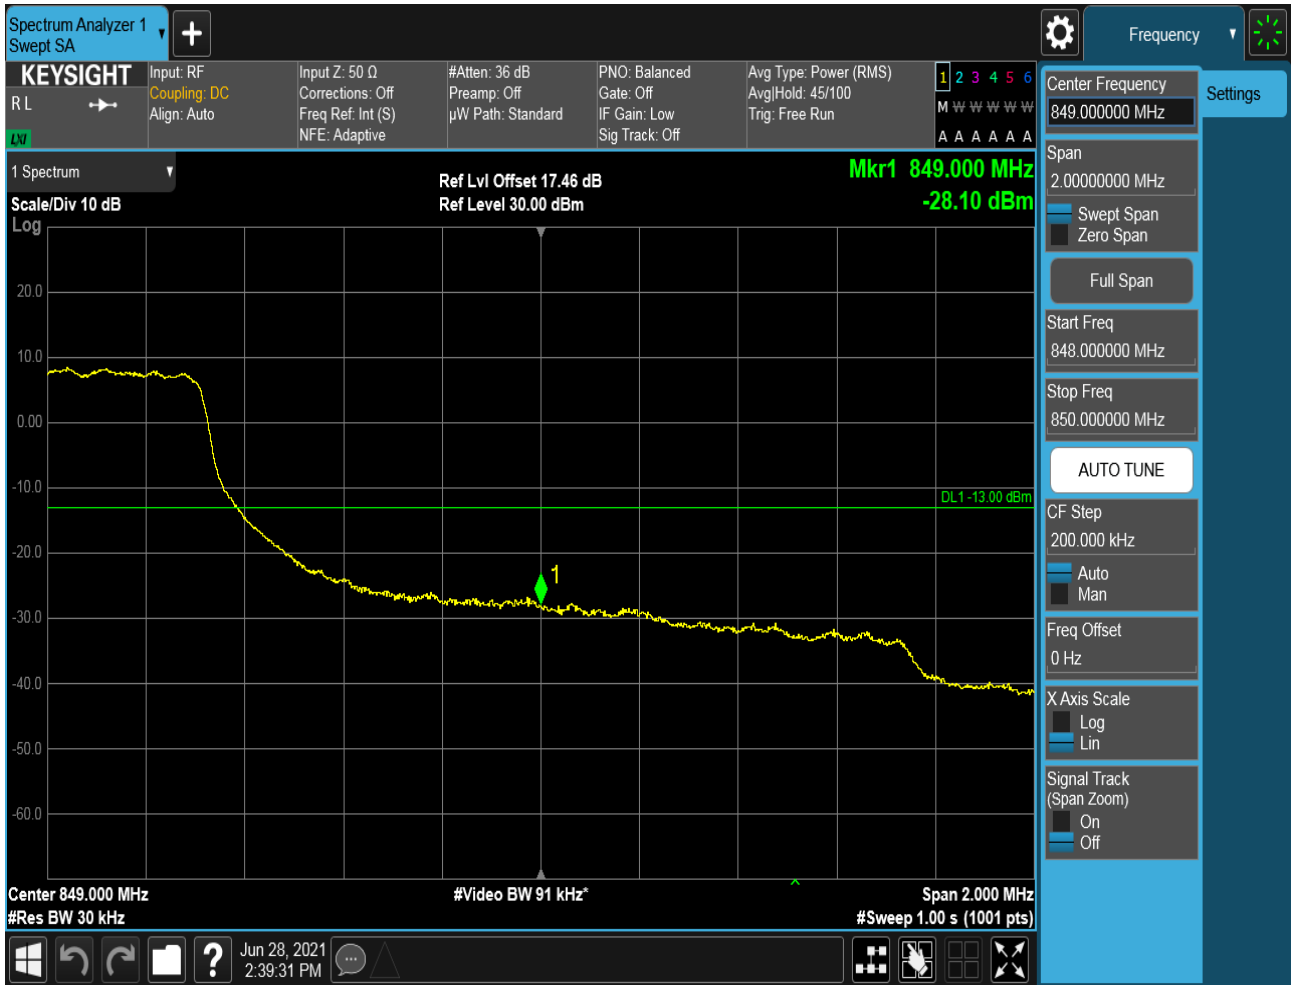 Spectrum Analyzer 1
Swept SA
+
Frequency
KEYSIGHT
R L
LXI
Input: RF
Coupling: DC
Align: Auto
Input Z: 50 Ω
Corrections: Off
Freq Ref: Int (S)
NFE: Adaptive
#Atten: 36 dB
Preamp: Off
µW Path: Standard
PNO: Balanced
Gate: Off
IF Gain: Low
Sig Track: Off
Avg Type: Power (RMS)
Avg|Hold: 45/100
Trig: Free Run
1 2 3 4 5 6
M W W W W W
A A A A A A
1 Spectrum
Scale/Div 10 dB
Log
Ref Lvl Offset 17.46 dB
Ref Level 30.00 dBm
Mkr1 849.000 MHz
-28.10 dBm
20.0
10.0
0.00
-10.0
-20.0
-30.0
-40.0
-50.0
-60.0
DL1 -13.00 dBm
1
Center 849.000 MHz
#Video BW 91 kHz*
Span 2.000 MHz
#Res BW 30 kHz
#Sweep 1.00 s (1001 pts)
?
Jun 28, 2021
2:39:31 PM
Center Frequency
849.000000 MHz
Settings
Span
2.00000000 MHz
Swept Span
Zero Span
Full Span
Start Freq
848.000000 MHz
Stop Freq
850.000000 MHz
AUTO TUNE
CF Step
200.000 kHz
Auto
Man
Freq Offset
0 Hz
X Axis Scale
Log
Lin
Signal Track
(Span Zoom)
On
Off